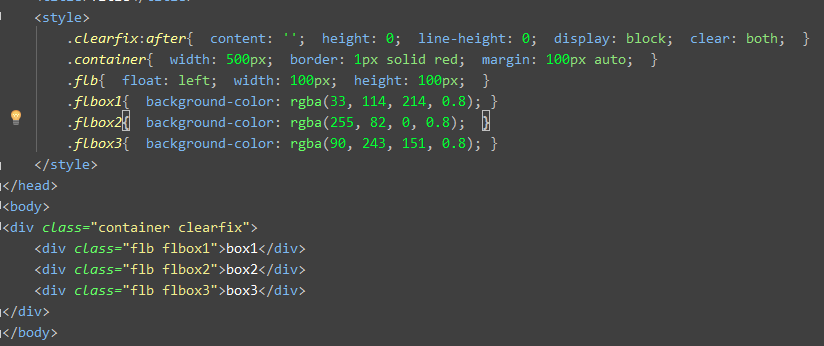 <style>
.clearfix:after{ content: ''; height: 0; line-height: 0; display: block; clear: both; }
.container{ width: 500px; border: 1px solid red; margin: 100px auto; }
.flb{ float: left; width: 100px; height: 100px; }
.flbox1{ background-color: rgba(33, 114, 214, 0.8); }
.flbox2{ background-color: rgba(255, 82, 0, 0.8); }
.flbox3{ background-color: rgba(90, 243, 151, 0.8); }
</style>
</head>
<body>
<div class="container clearfix">
<div class="flb flbox1">box1</div>
<div class="flb flbox2">box2</div>
<div class="flb flbox3">box3</div>
</div>
</body>